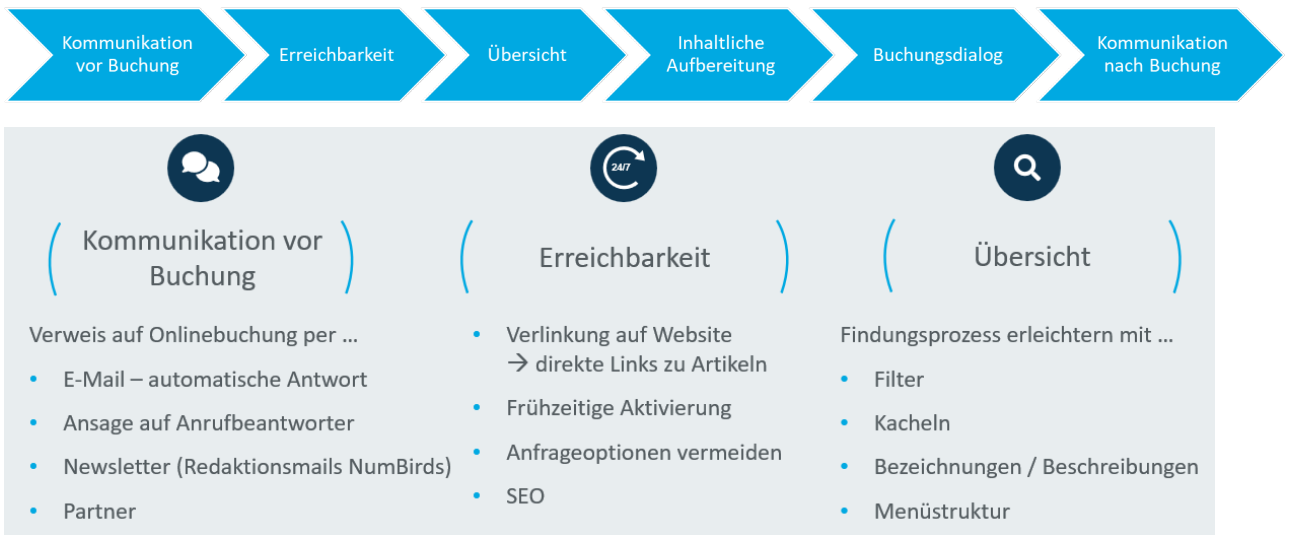 Kommunikation
vor Buchung
Erreichbarkeit
Übersicht
Inhaltliche
Aufbereitung
Buchungsdialog
Kommunikation
nach Buchung
Kommunikation vor
Buchung
Verweis auf Onlinebuchung per ...
• E-Mail – automatische Antwort
• Ansage auf Anrufbeantworter
• Newsletter (Redaktionsmails NumBirds)
• Partner
24/7
Erreichbarkeit
• Verlinkung auf Website
→ direkte Links zu Artikeln
• Frühzeitige Aktivierung
• Anfrageoptionen vermeiden
• SEO
Übersicht
Findungsprozess erleichtern mit ...
• Filter
• Kacheln
• Bezeichnungen / Beschreibungen
• Menüstruktur